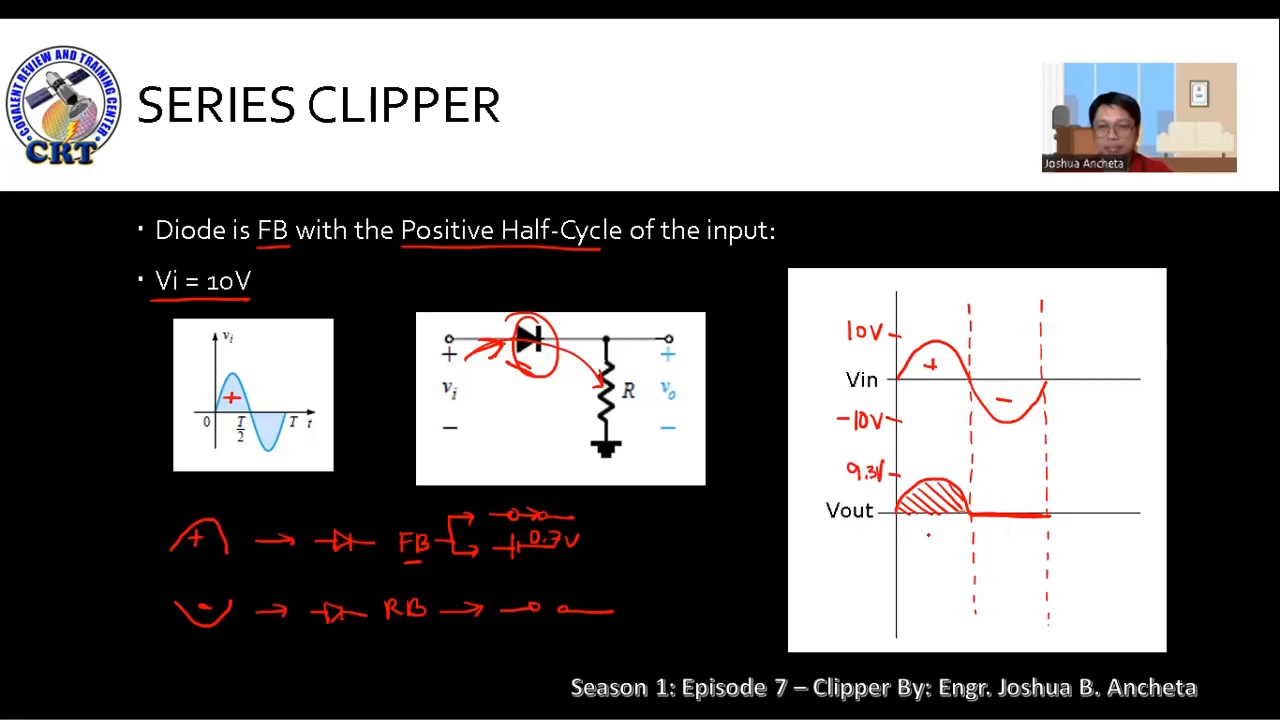 COVALENT REVIEW AND TRAINING CENTER
CRT
SERIES CLIPPER
Joshua Ancheta
▪ Diode is FB with the Positive Half-Cycle of the input:
▪ Vi = 10V
vi
+
0 T/2 T t
+ +
vi R vo
− −
10V
+
Vin
−
-10V
9.3V
Vout
+ → FB 0.7V
- → RB →
Season 1: Episode 7 – Clipper By: Engr. Joshua B. Ancheta